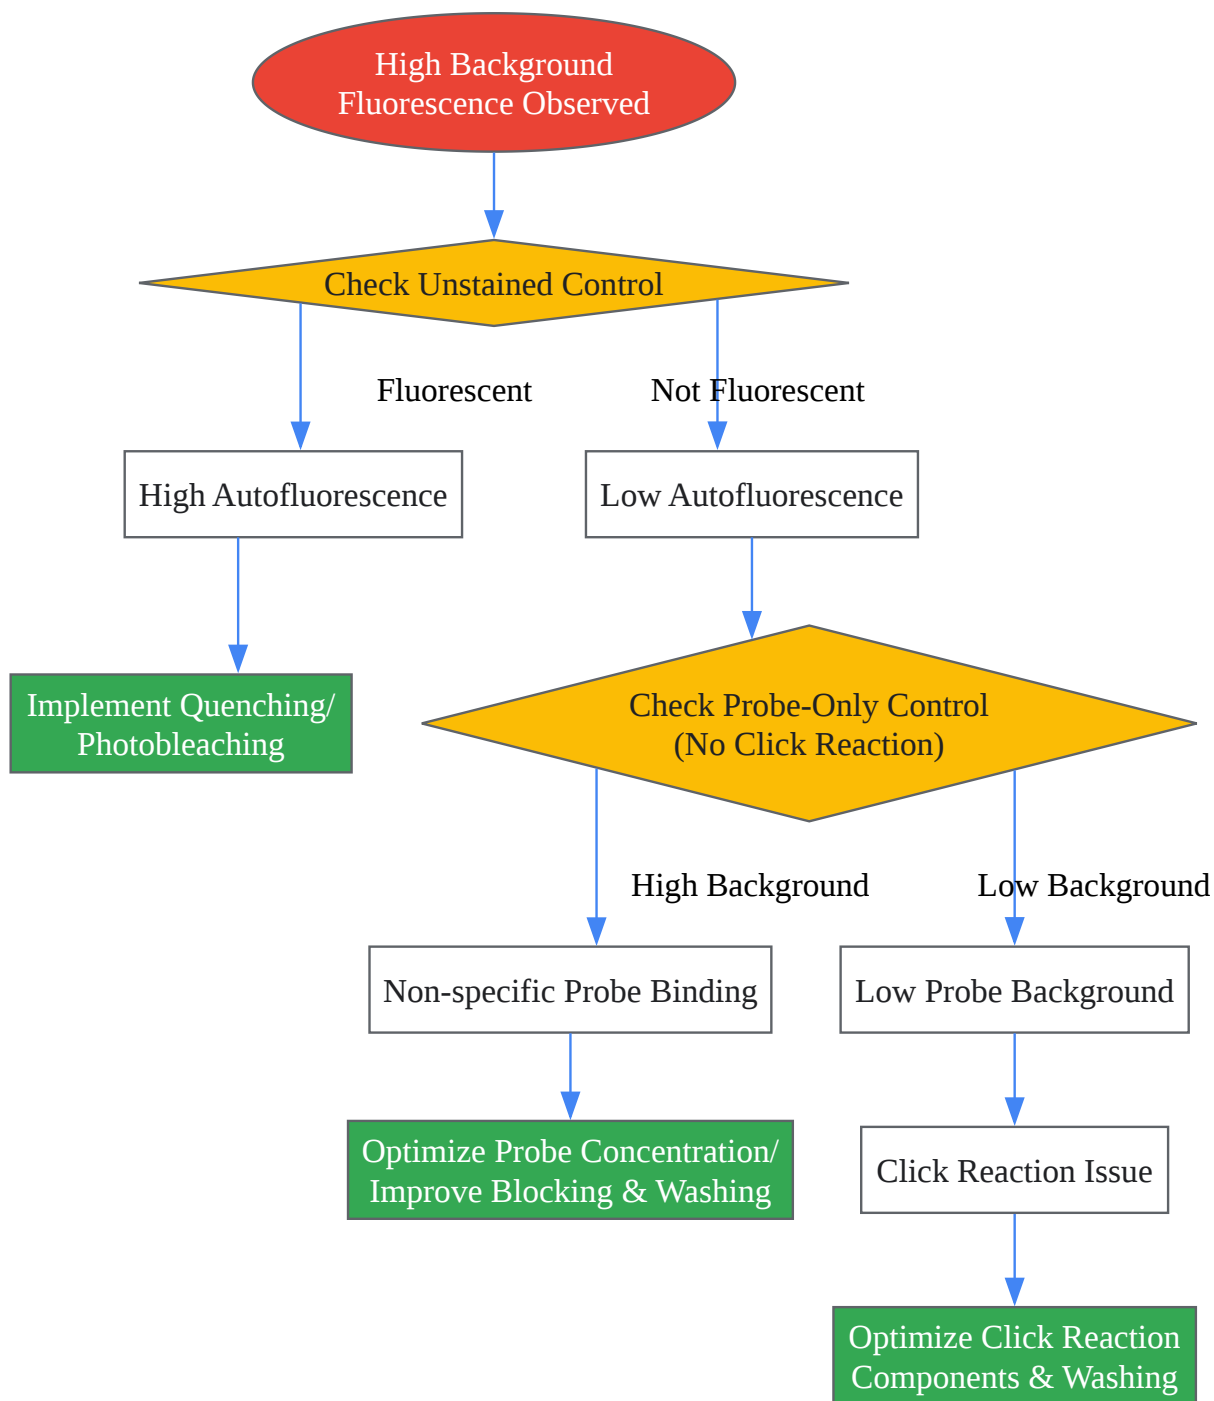 High Background
Fluorescence Observed
Check Unstained Control
Fluorescent
Not Fluorescent
High Autofluorescence
Low Autofluorescence
Implement Quenching/
Photobleaching
Check Probe-Only Control
(No Click Reaction)
High Background
Low Background
Non-specific Probe Binding
Low Probe Background
Optimize Probe Concentration/
Improve Blocking & Washing
Click Reaction Issue
Optimize Click Reaction
Components & Washing